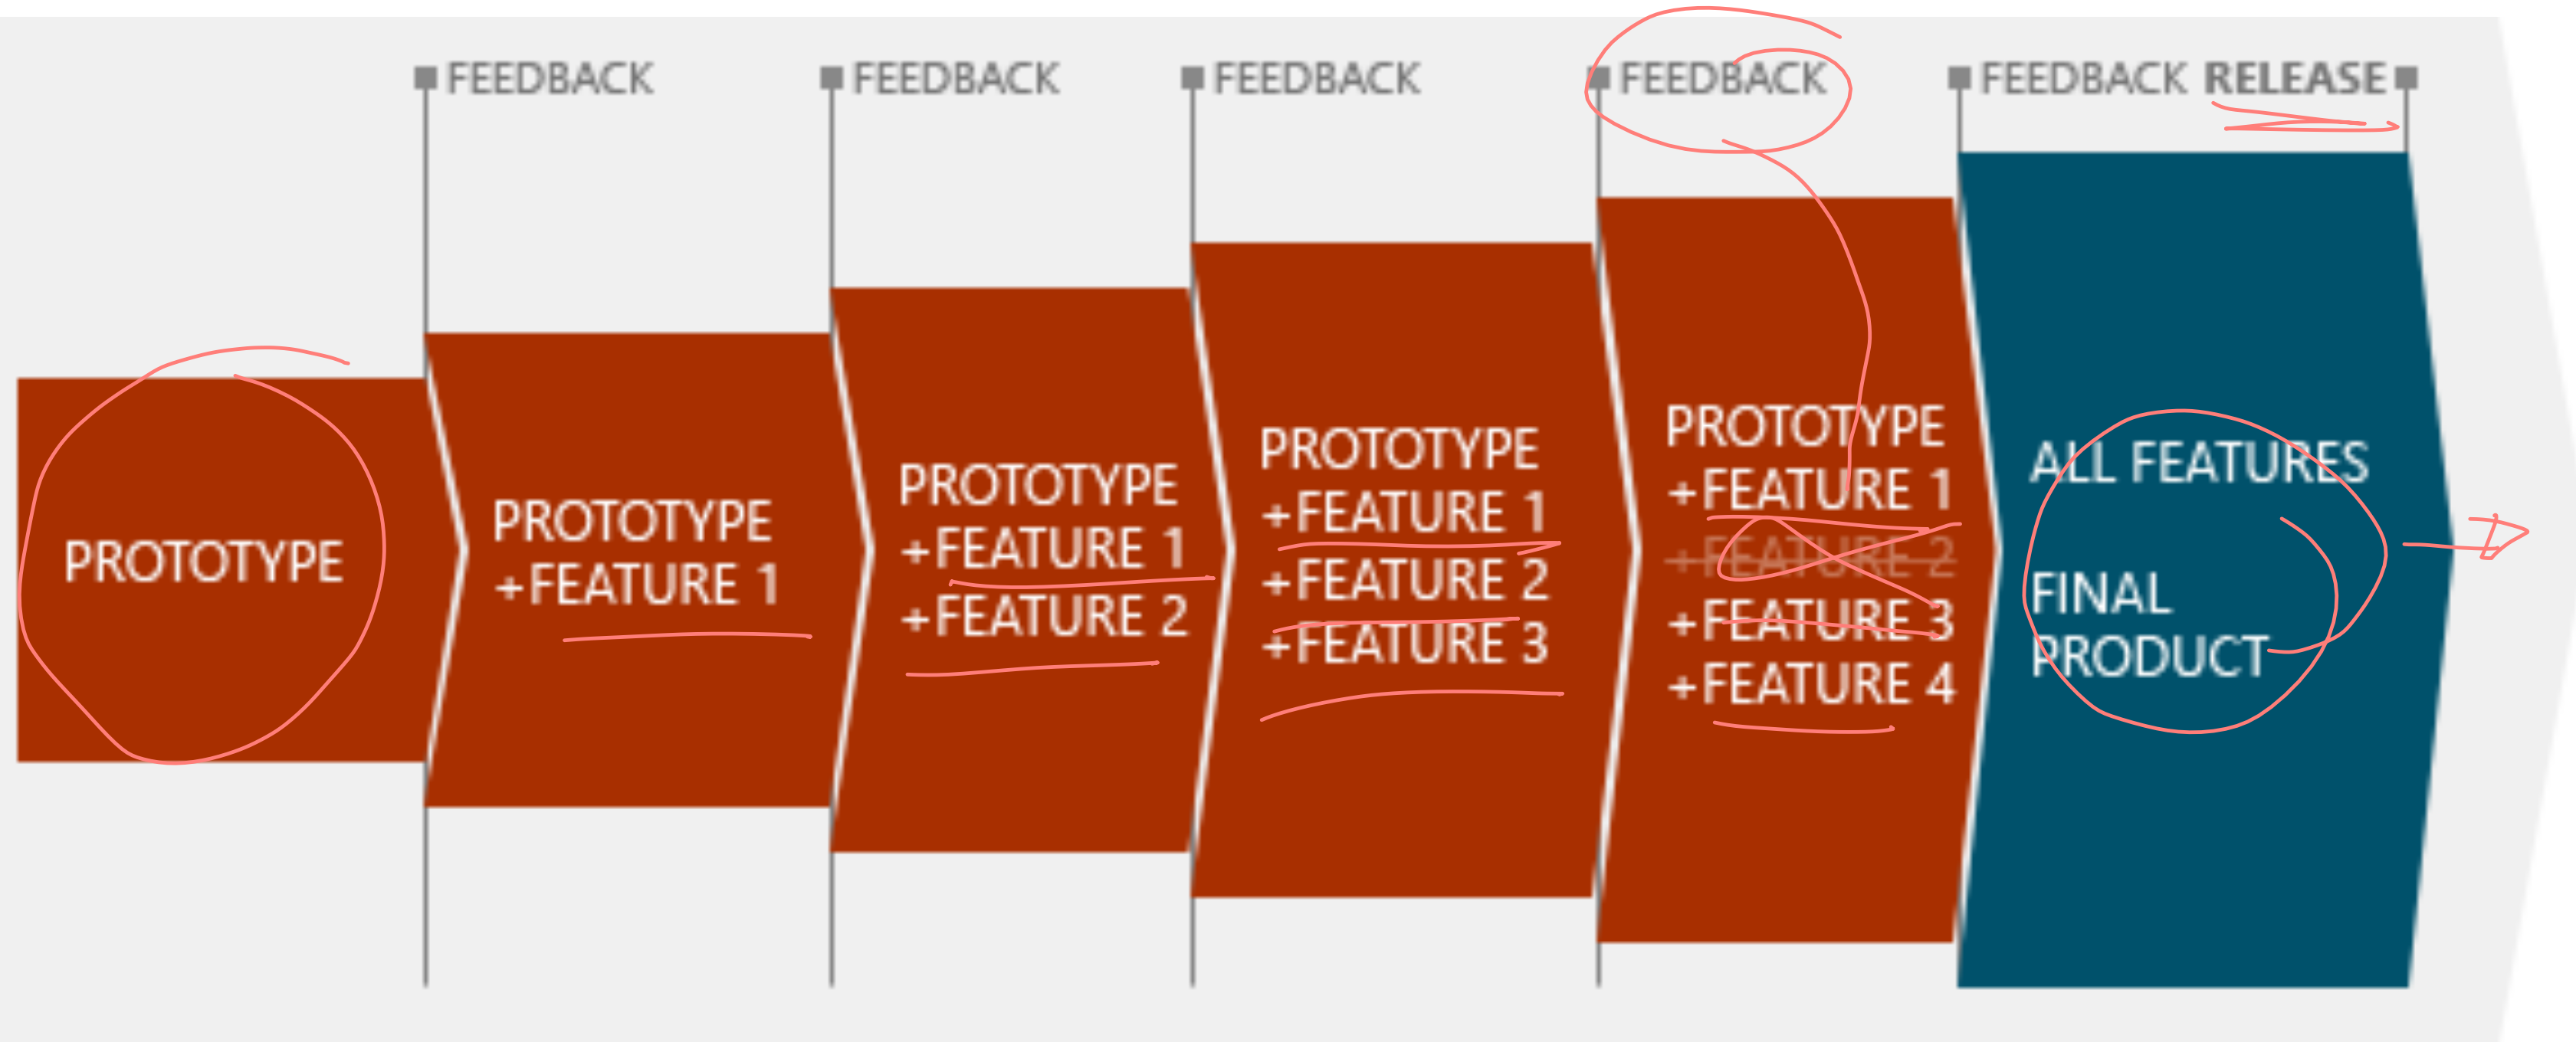 FEEDBACK
FEEDBACK
FEEDBACK
FEEDBACK
FEEDBACK RELEASE
PROTOTYPE
PROTOTYPE
+FEATURE 1
PROTOTYPE
+FEATURE 1
+FEATURE 2
PROTOTYPE
+FEATURE 1
+FEATURE 2
+FEATURE 3
PROTOTYPE
+FEATURE 1
+FEATURE 2
+FEATURE 3
+FEATURE 4
ALL FEATURES
FINAL
PRODUCT